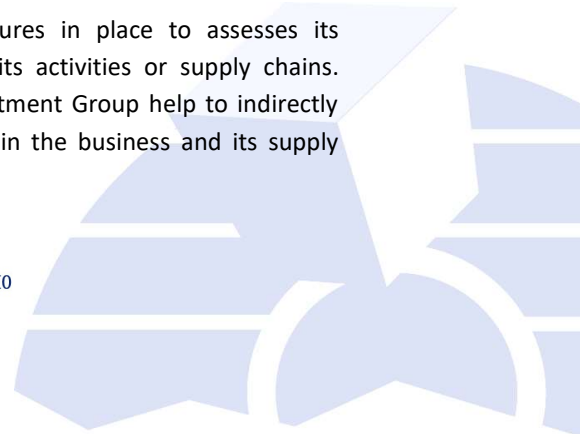 ures in place to assesses its
its activities or supply chains.
tment Group help to indirectly
in the business and its supply
0